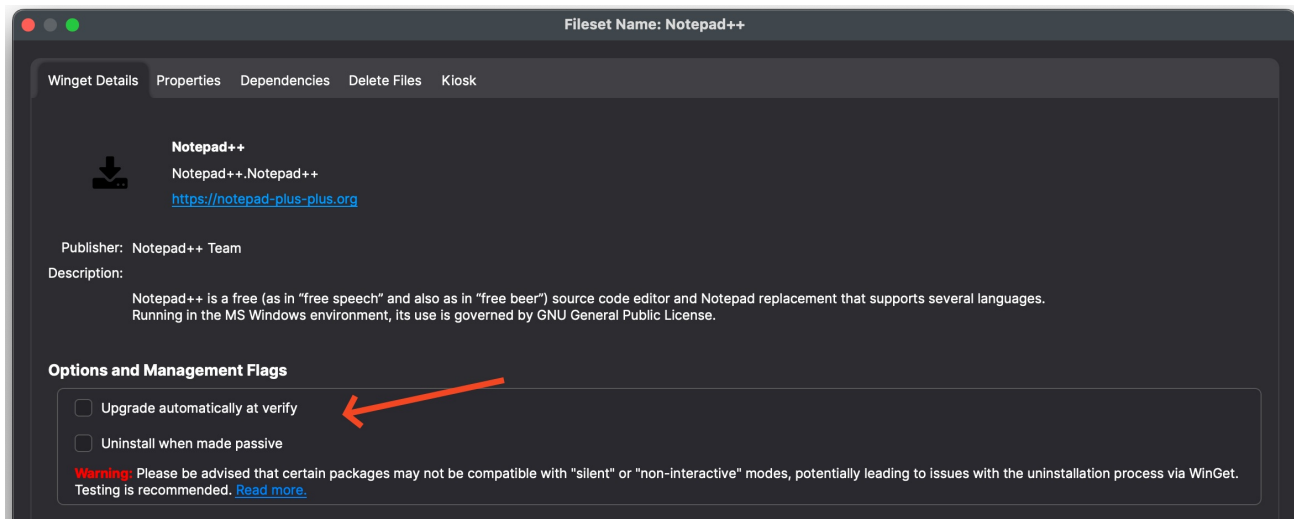 Fileset Name: Notepad++
Winget Details Properties Dependencies Delete Files Kiosk
Notepad++
Notepad++.Notepad++
https://notepad-plus-plus.org
Publisher: Notepad++ Team
Description:
Notepad++ is a free (as in “free speech” and also as in “free beer”) source code editor and Notepad replacement that supports several languages.
Running in the MS Windows environment, its use is governed by GNU General Public License.
Options and Management Flags
Upgrade automatically at verify
Uninstall when made passive
Warning: Please be advised that certain packages may not be compatible with "silent" or "non-interactive" modes, potentially leading to issues with the uninstallation process via WinGet.
Testing is recommended. Read more.